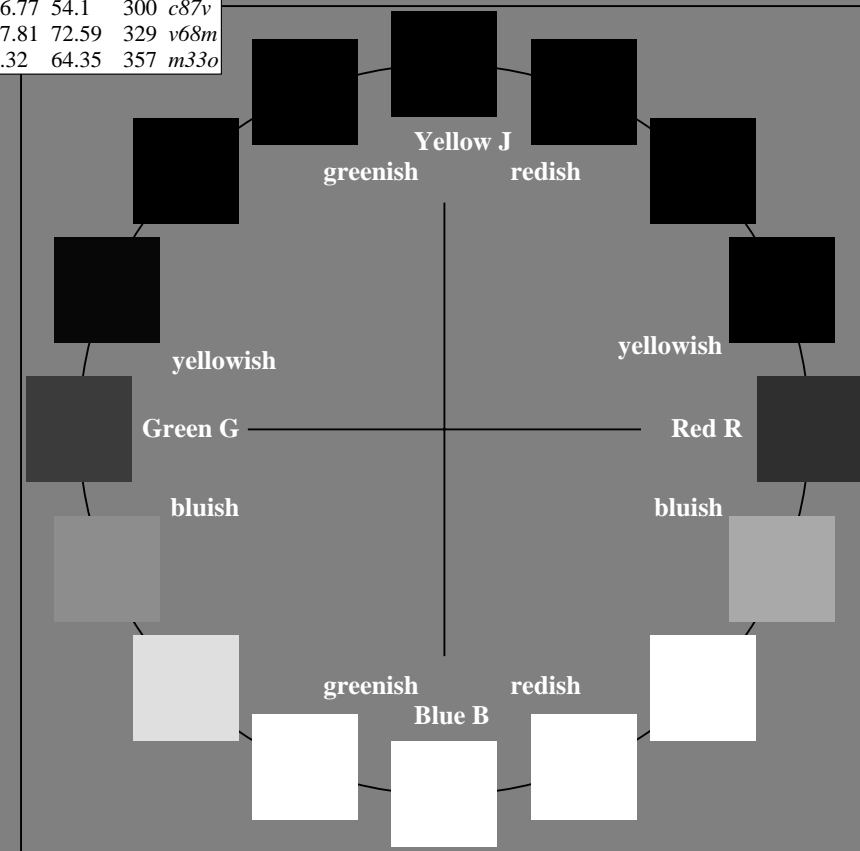 6.77 54.1 300 c87v
7.81 72.59 329 v68m
.32 64.35 357 m33o
Yellow J
greenish redish
yellowish yellowish
Green G Red R
bluish bluish
greenish redish
Blue B